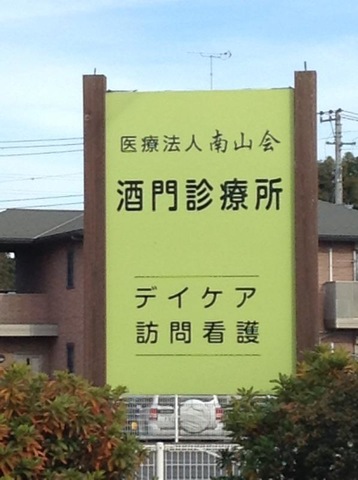 医療法人南山会
酒門診療所
デイケア
訪問看護